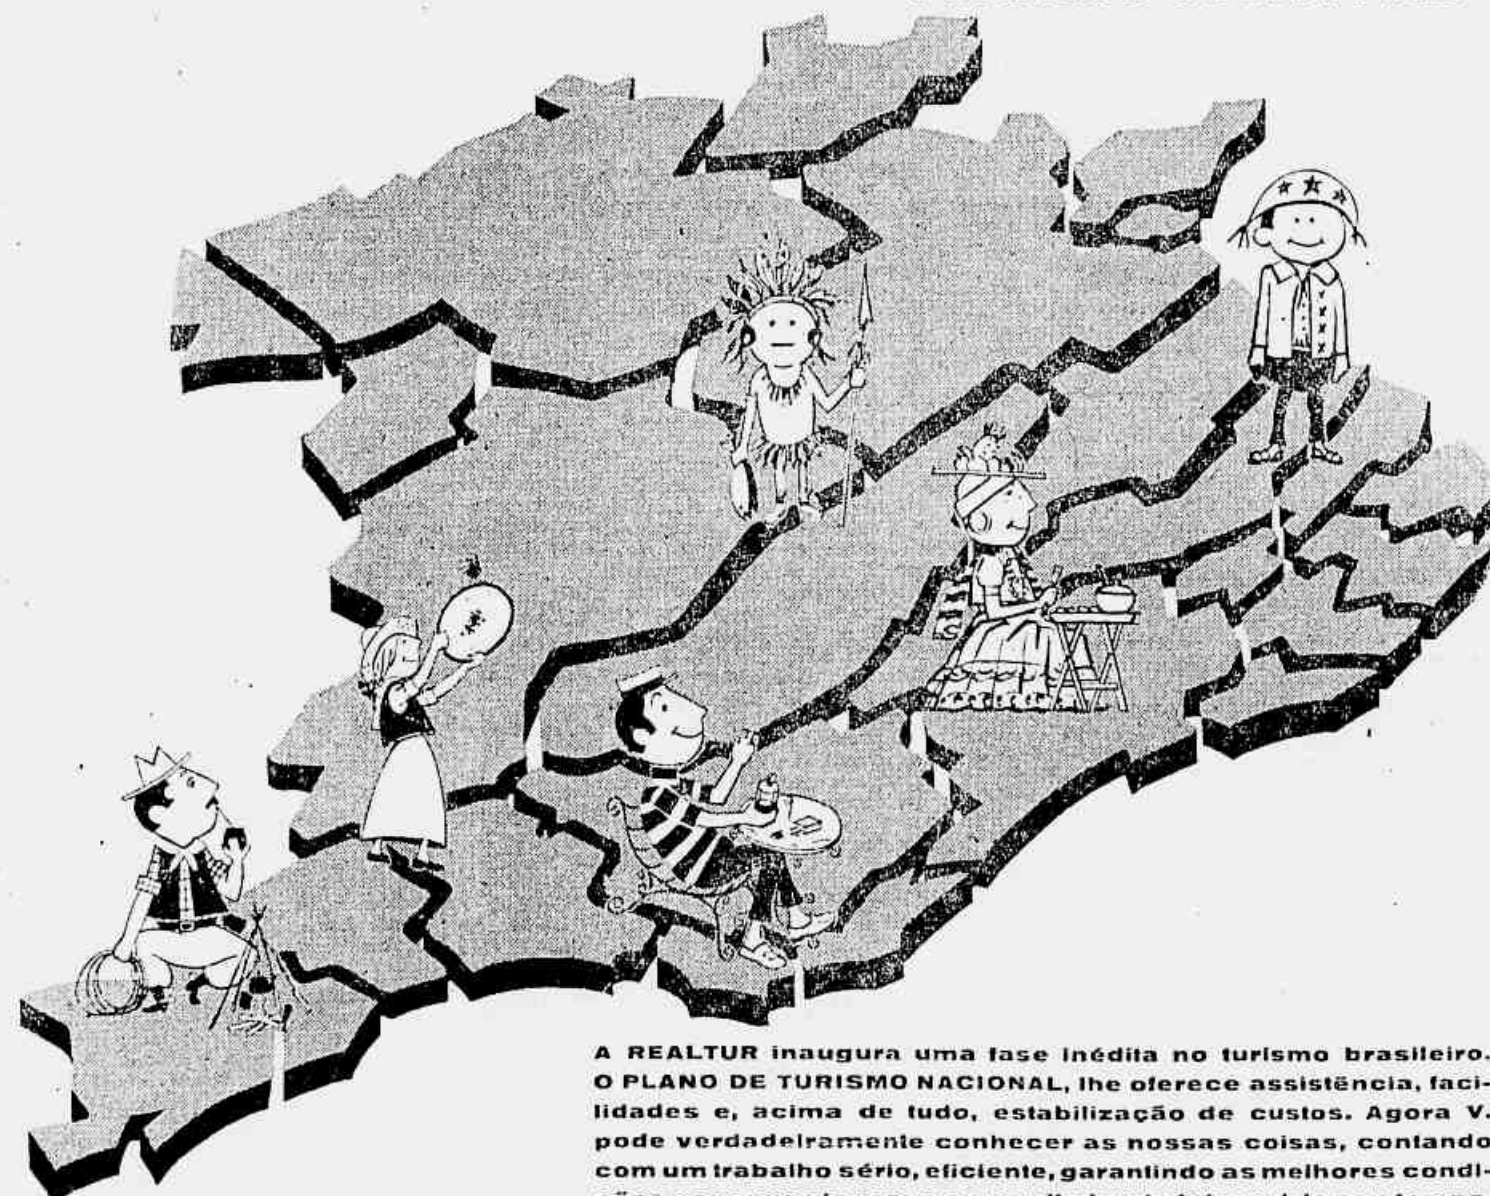 A REALTUR inaugura uma fase inédita no turismo brasileiro.
O PLANO DE TURISMO NACIONAL, lhe oferece assistência, faci-
lidades e, acima de tudo, estabilização de custos. Agora V.
pode verdadeiramente conhecer as nossas coisas, contando
com um trabalho sério, eficiente, garantindo as melhores condi-